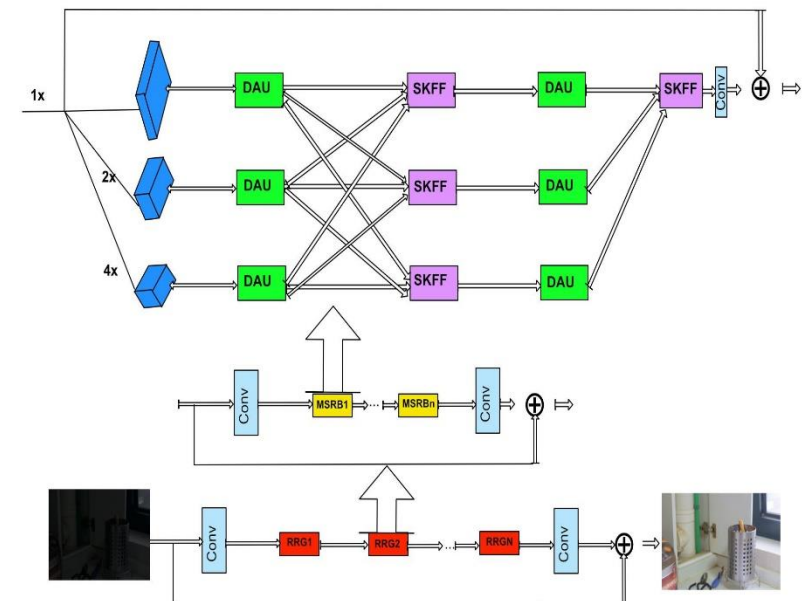 1x
DAU
SKFF
DAU
SKFF
Conv
2x
DAU
SKFF
DAU
4x
DAU
SKFF
DAU
Conv
MSRB1
...
MSRBn
Conv
Conv
RRG1
RRG2
...
RRGN
Conv